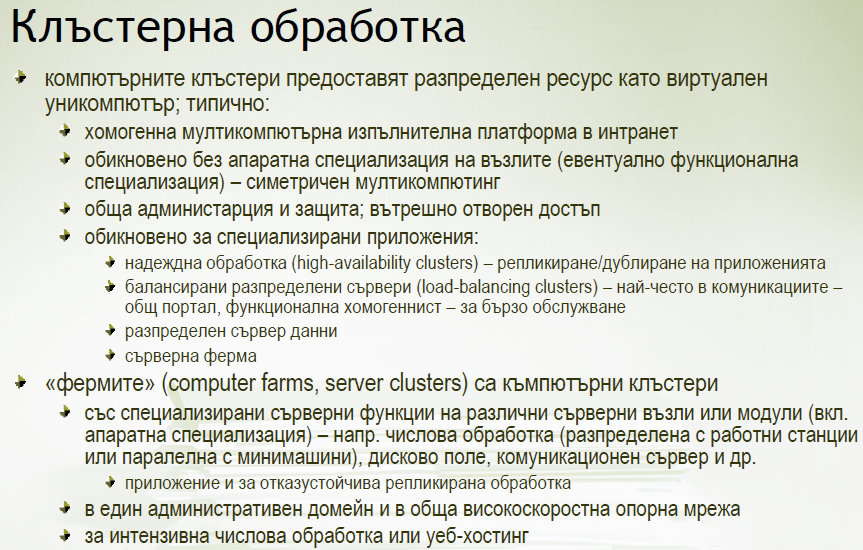 Клъстерна обработка
компютърните клъстери предоставят разпределен ресурс като виртуален
уникомпютър; типично:
хомогенна мултикомпютърна изпълнителна платформа в интранет
обикновено без апаратна специализация на възлите (евентуално функционална
специализация) – симетричен мултикомпютинг
обща администарция и защита; вътрешно отворен достъп
обикновено за специализирани приложения:
надеждна обработка (high-availability clusters) – репликиране/дублиране на приложенията
балансирани разпределени сървери (load-balancing clusters) – най-често в комуникациите –
общ портал, функционална хомогеннист – за бързо обслужване
разпределен сървер данни
сърверна ферма
«фермите» (computer farms, server clusters) са къмпютърни клъстери
със специализирани сърверни функции на различни сърверни възли или модули (вкл.
апаратна специализация) – напр. числова обработка (разпределена с работни станции
или паралелна с минимашини), дисково поле, комуникационен сървер и др.
приложение и за отказустойчива репликирана обработка
в един административен домейн и в обща високоскоростна опорна мрежа
за интензивна числова обработка или уеб-хостинг